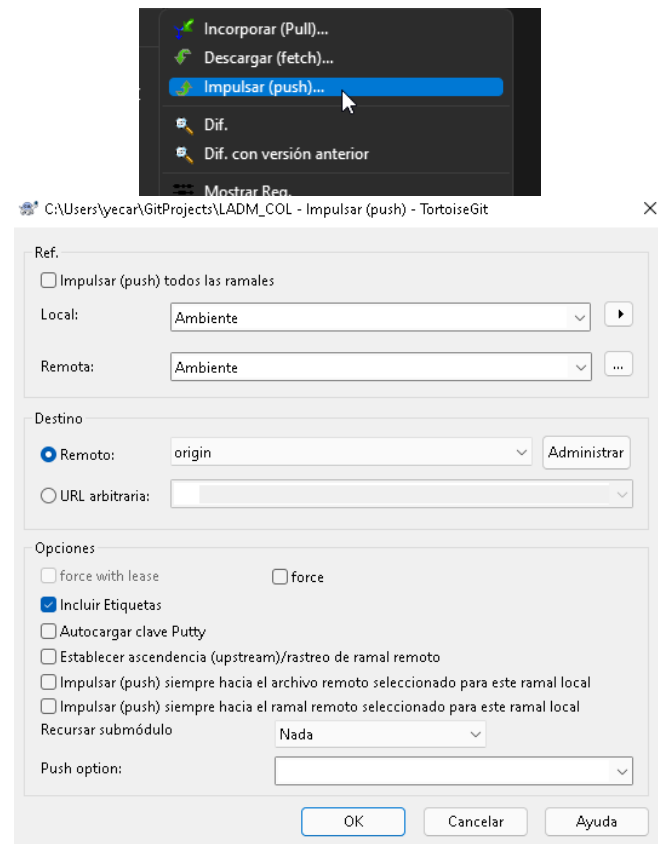 Incorporar (Pull)...
Descargar (fetch)...
Impulsar (push)...
Dif.
Dif. con versión anterior
Mostrar Reg.
C:\Users\yecar\GitProjects\LADM_COL - Impulsar (push) - TortoiseGit
Ref.
Impulsar (push) todos las ramales
Local:
Ambiente
Remota:
Ambiente
...
Destino
Remoto:
origin
Administrar
URL arbitraria:
Opciones
force with lease
force
Incluir Etiquetas
Autocargar clave Putty
Establecer ascendencia (upstream)/rastreo de ramal remoto
Impulsar (push) siempre hacia el archivo remoto seleccionado para este ramal local
Impulsar (push) siempre hacia el ramal remoto seleccionado para este ramal local
Recursar submódulo
Nada
Push option:
OK
Cancelar
Ayuda